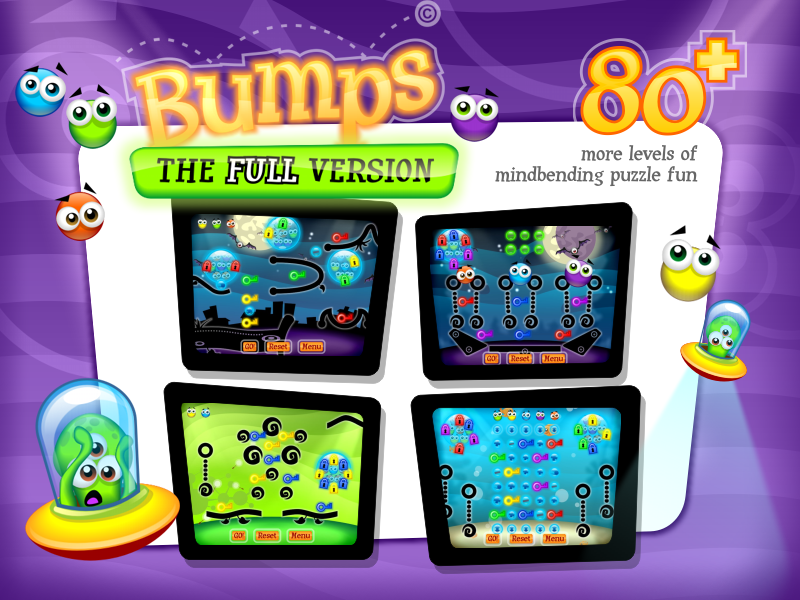 ©
Bumps
80+
THE FULL VERSION
more levels of
mindbending puzzle fun
GO! Reset Menu
GO! Reset Menu
GO! Reset Menu
GO! Reset Menu